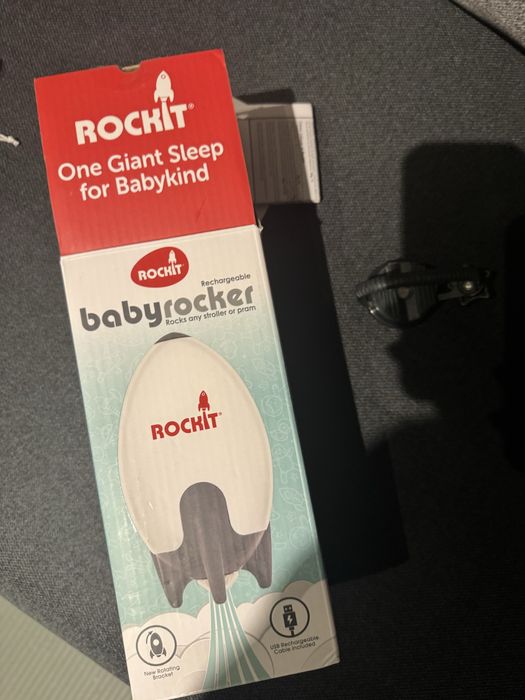 ROCKIT®
One Giant Sleep
for Babykind
ROCKIT
Rechargeable
babyrocker
Rocks any stroller or pram
ROCKIT®
New Rotating
Bracket
USB Rechargeable
Cable Included